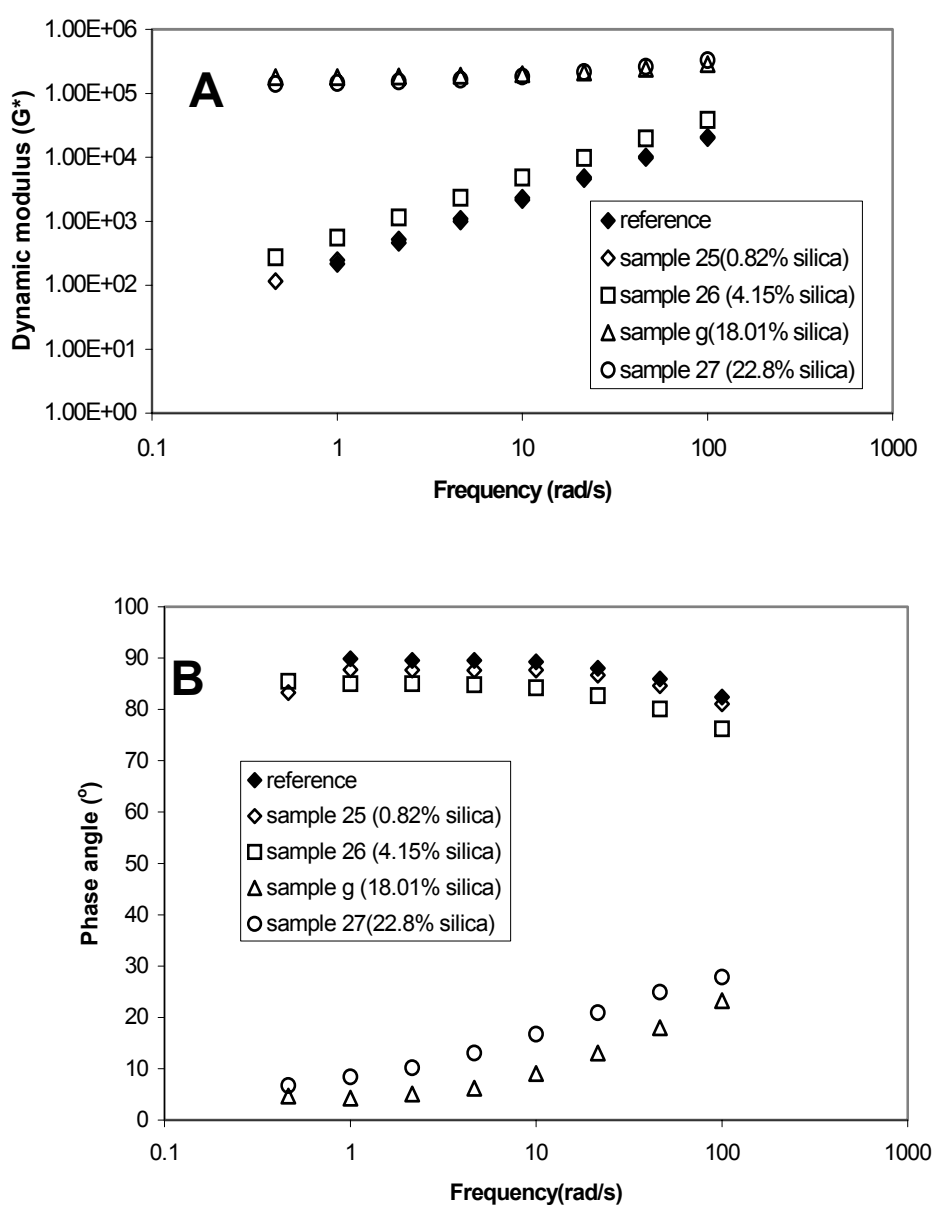 A
Dynamic modulus (G*)
1.00E+06
1.00E+05
1.00E+04
1.00E+03
1.00E+02
1.00E+01
1.00E+00
0.1 1 10 100 1000
Frequency (rad/s)
reference
sample 25(0.82% silica)
sample 26 (4.15% silica)
sample g(18.01% silica)
sample 27 (22.8% silica)
B
Phase angle (°)
100
90
80
70
60
50
40
30
20
10
0
0.1 1 10 100 1000
Frequency(rad/s)
reference
sample 25 (0.82% silica)
sample 26 (4.15% silica)
sample g (18.01% silica)
sample 27(22.8% silica)